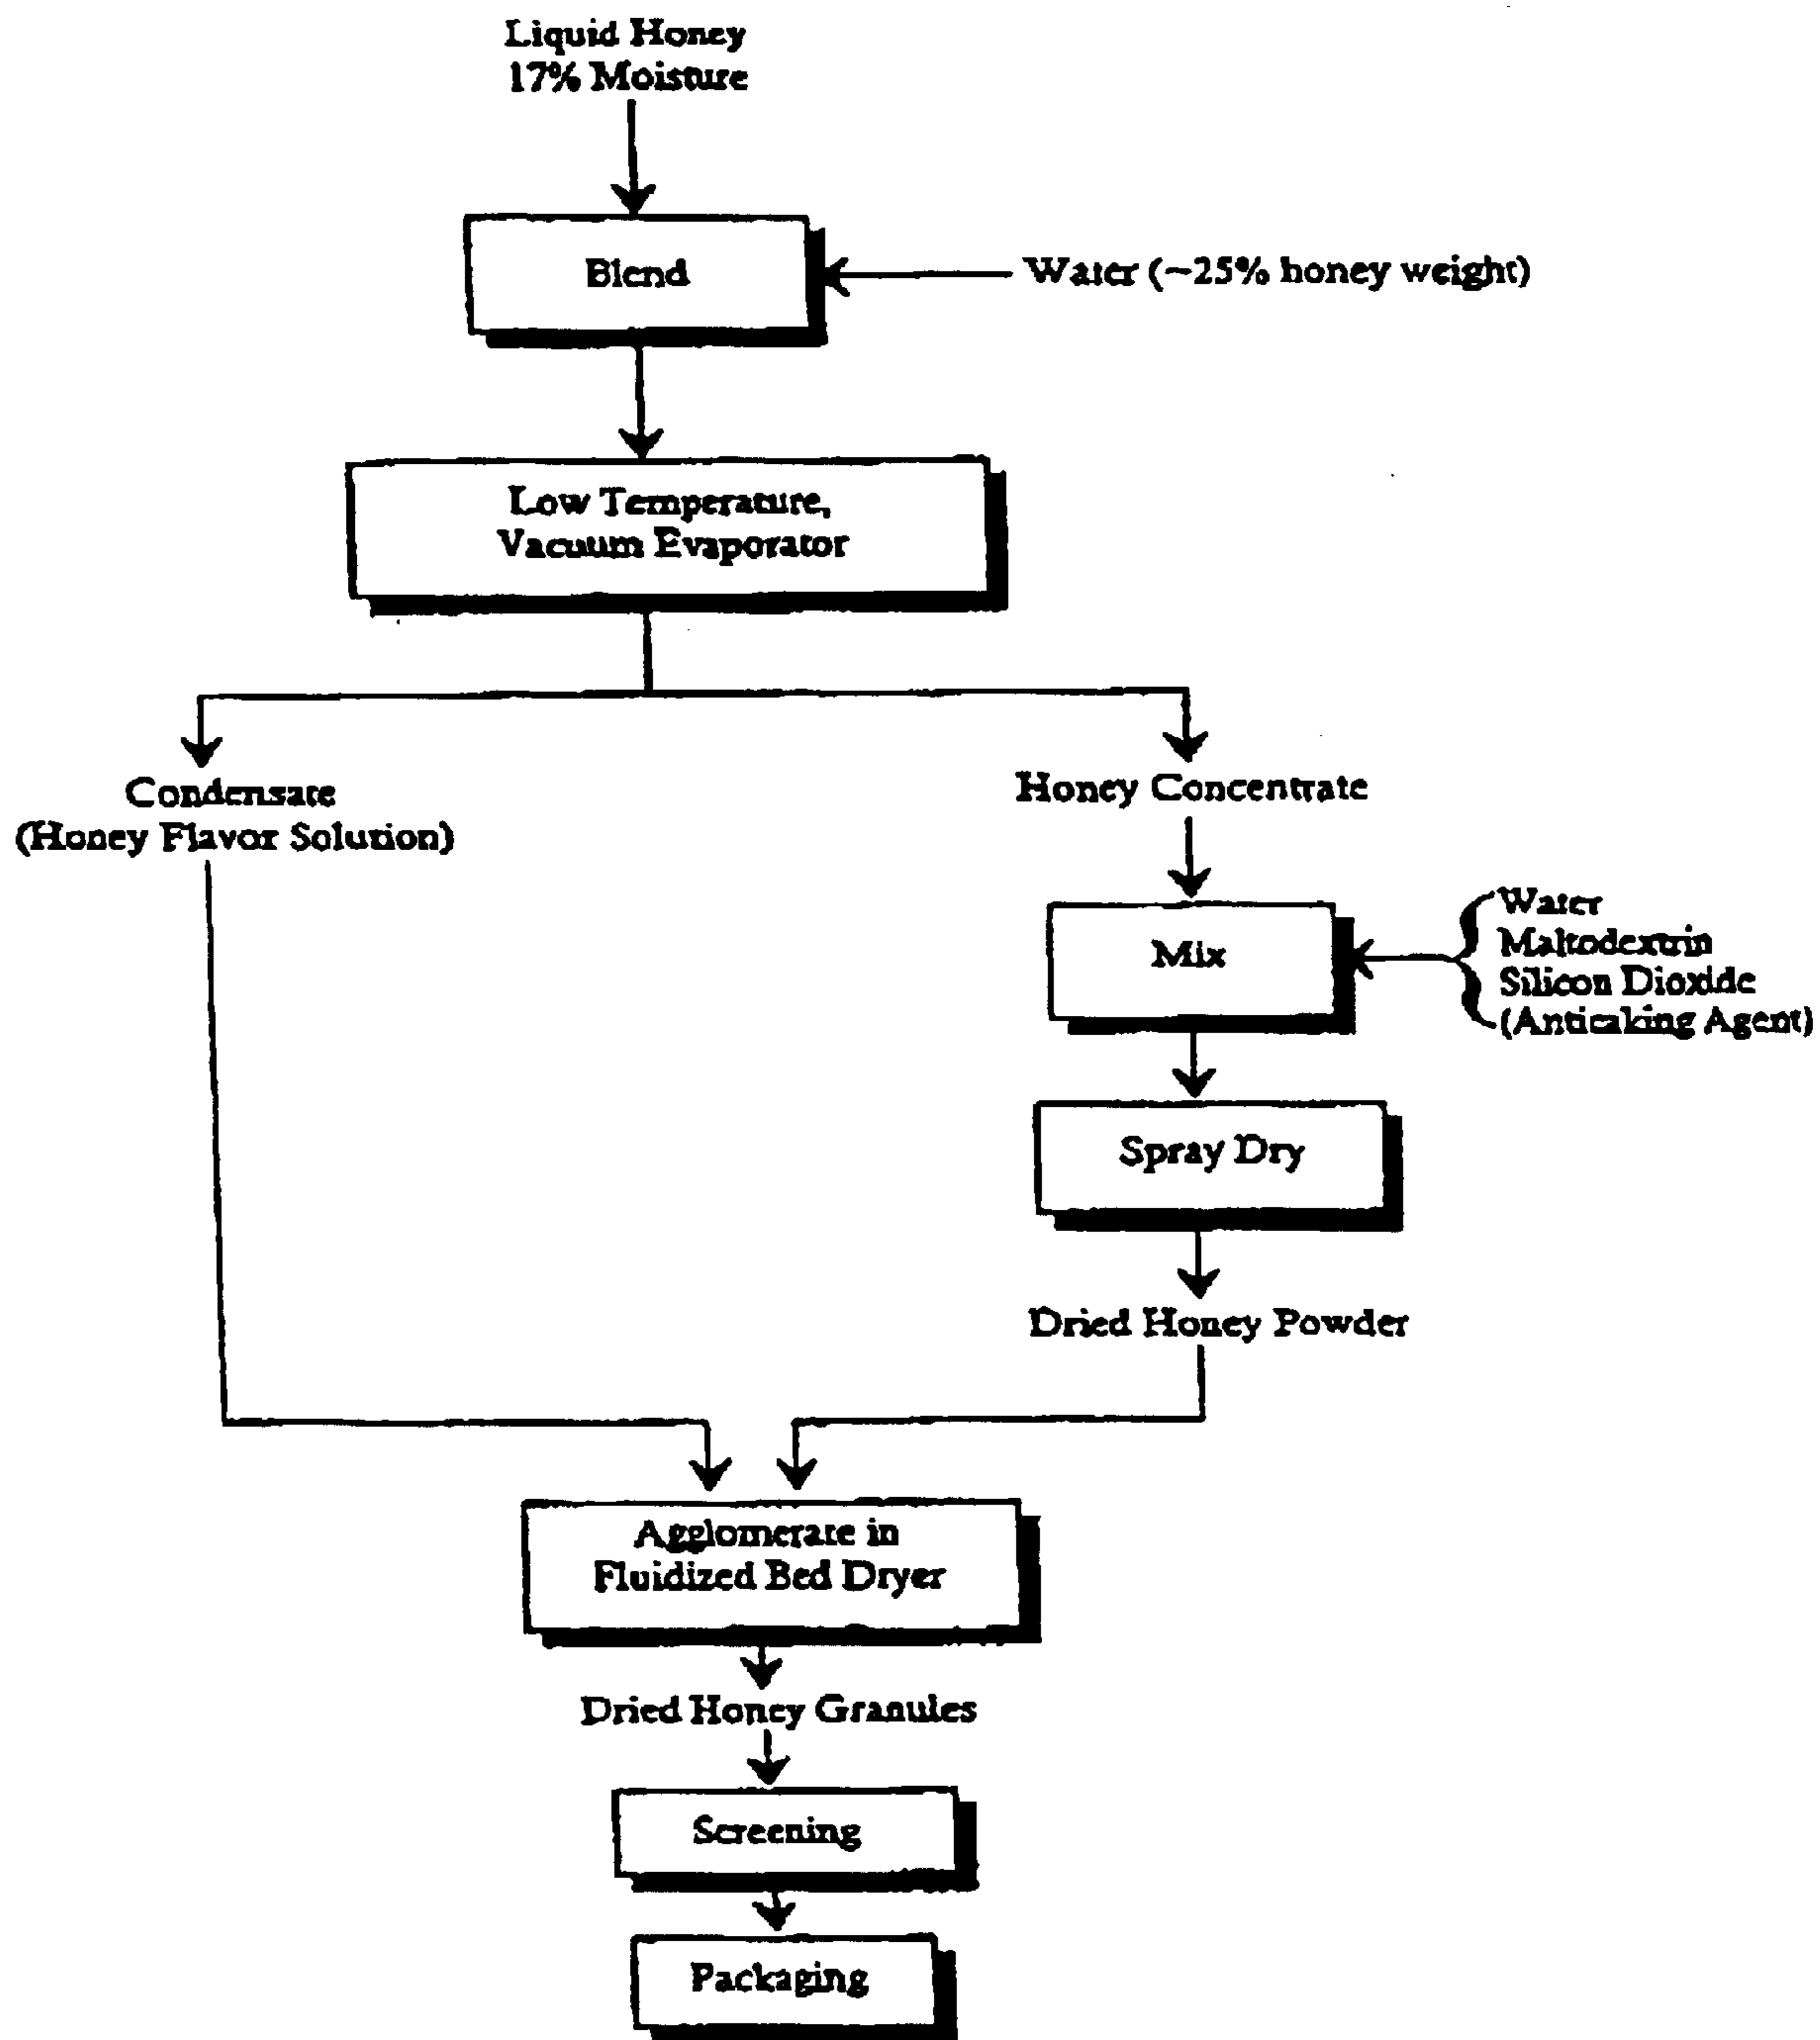 Liquid Honey
17% Moisture
Blend
Water (~25% honey weight)
Low Temperature,
Vacuum Evaporator
Condensate
(Honey Flavor Solution)
Honey Concentrate
Mix
Water
Maltodextrin
Silicon Dioxide
(Anticaking Agent)
Spray Dry
Dried Honey Powder
Agglomerate in
Fluidized Bed Dryer
Dried Honey Granules
Screening
Packaging